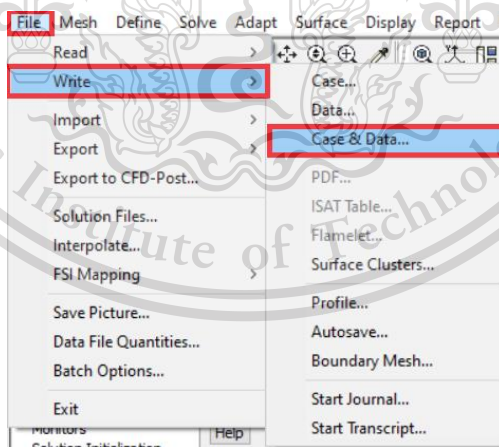 File Mesh Define Solve Adapt Surface Display Report
Read
Write
Import
Export
Export to CFD-Post...
Solution Files...
Interpolate...
FSI Mapping
Save Picture...
Data File Quantities...
Batch Options...
Exit
Case...
Data...
Case & Data...
PDF...
ISAT Table...
Flamelet...
Surface Clusters...
Profile...
Autosave...
Boundary Mesh...
Start Journal...
Start Transcript...
Monitors
Help
Solution Initialization
Institute of Technol